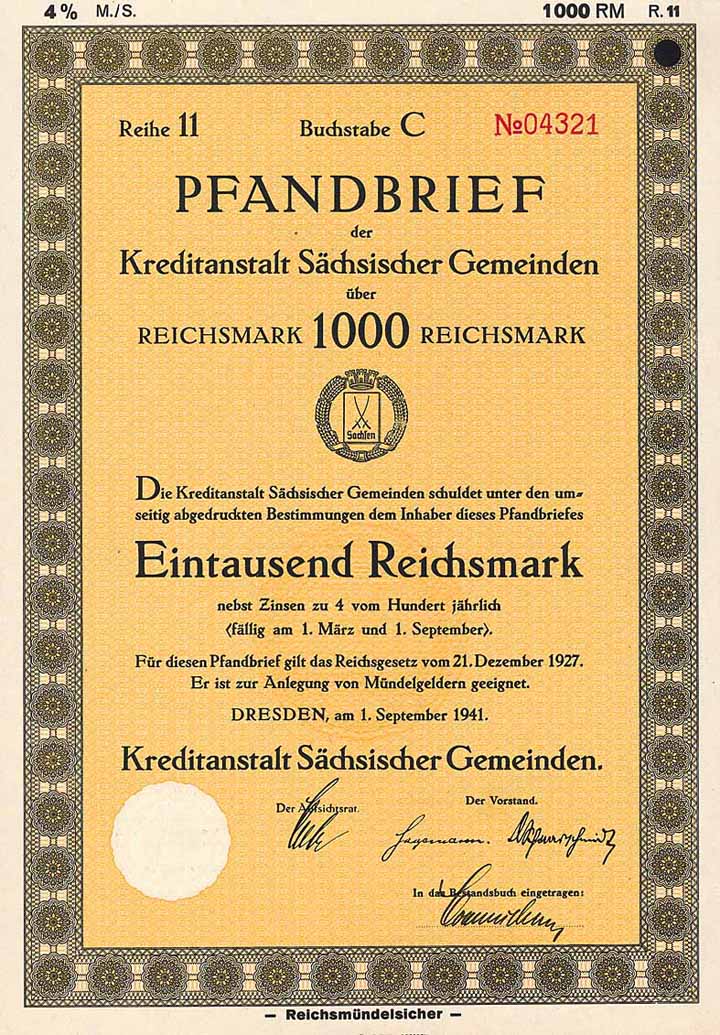 4% M./S. 1000 RM R. 11
Reihe 11 Buchstabe C №04321
PFANDBRIEF
der
Kreditanstalt Sächsischer Gemeinden
über
REICHSMARK 1000 REICHSMARK
Sachsen
Die Kreditanstalt Sächsischer Gemeinden schuldet unter den um=
seitig abgedruckten Bestimmungen dem Inhaber dieses Pfandbriefes
Eintausend Reichsmark
nebst Zinsen zu 4 vom Hundert jährlich
(fällig am 1. März und 1. September).
Für diesen Pfandbrief gilt das Reichsgesetz vom 21. Dezember 1927.
Er ist zur Anlegung von Mündelgeldern geeignet.
DRESDEN, am 1. September 1941.
Kreditanstalt Sächsischer Gemeinden.
Der Aufsichtsrat. Der Vorstand.
In das Bestandsbuch eingetragen:
— Reichsmündelsicher —